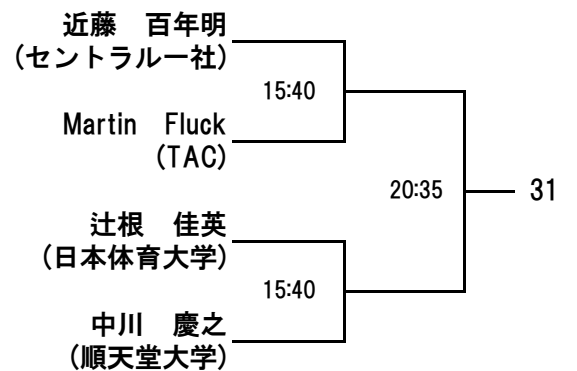 近藤　百年明
(セントラルー社)
15:40
Martin　Fluck
(TAC)
20:35
31
辻根　佳英
(日本体育大学)
15:40
中川　慶之
(順天堂大学)